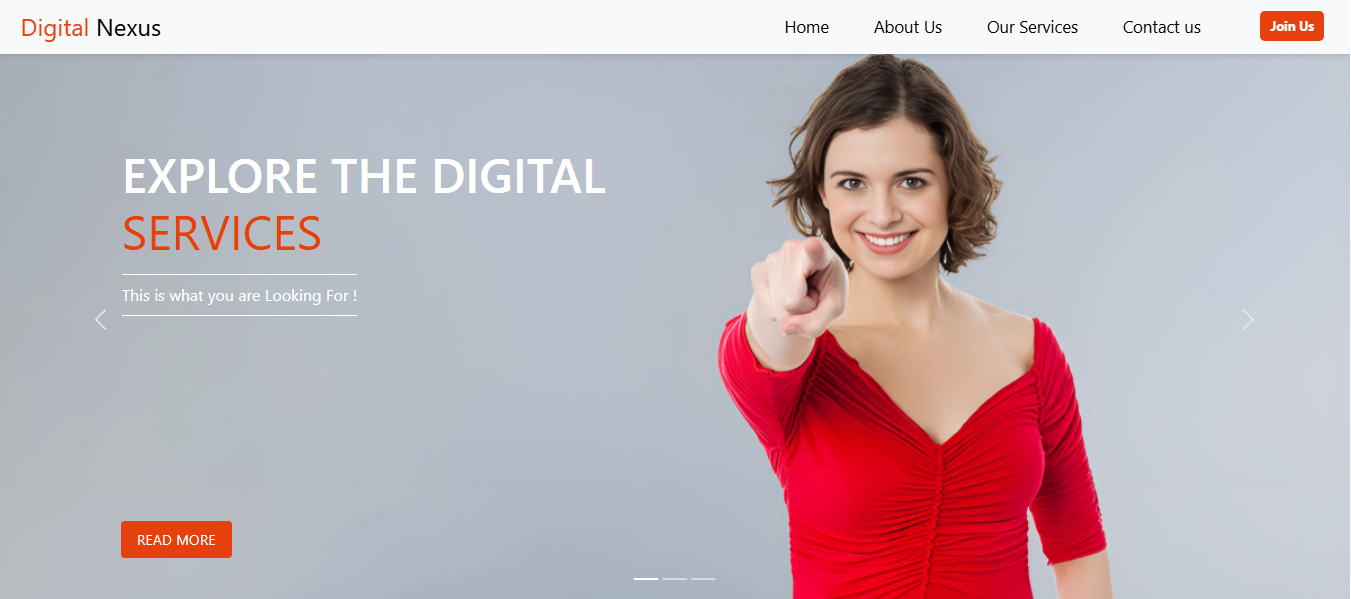 Digital Nexus
Home
About Us
Our Services
Contact us
Join Us
EXPLORE THE DIGITAL
SERVICES
This is what you are Looking For !
READ MORE